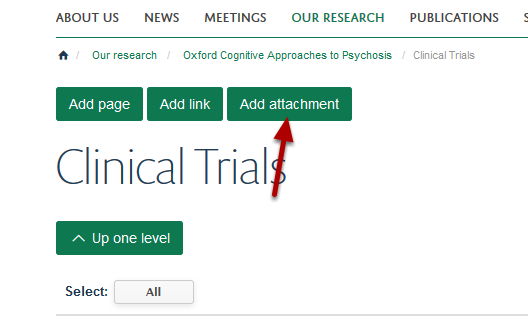 ABOUT US NEWS MEETINGS OUR RESEARCH PUBLICATIONS
/ Our research / Oxford Cognitive Approaches to Psychosis / Clinical Trials
Add page Add link Add attachment
Clinical Trials
Up one level
Select: All